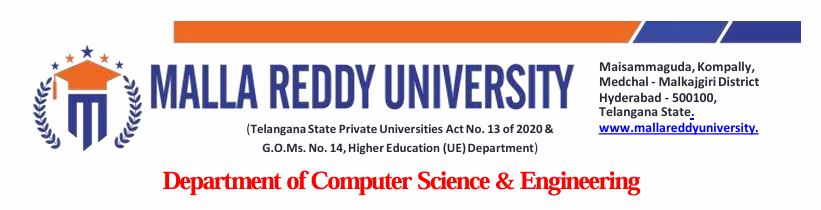 MALLA REDDY UNIVERSITY
(Telangana State Private Universities Act No. 13 of 2020 &
G.O.Ms. No. 14, Higher Education (UE) Department)
Maisammaguda, Kompally,
Medchal - Malkajgiri District
Hyderabad - 500100,
Telangana State.
www.mallareddyuniversity.
Department of Computer Science & Engineering